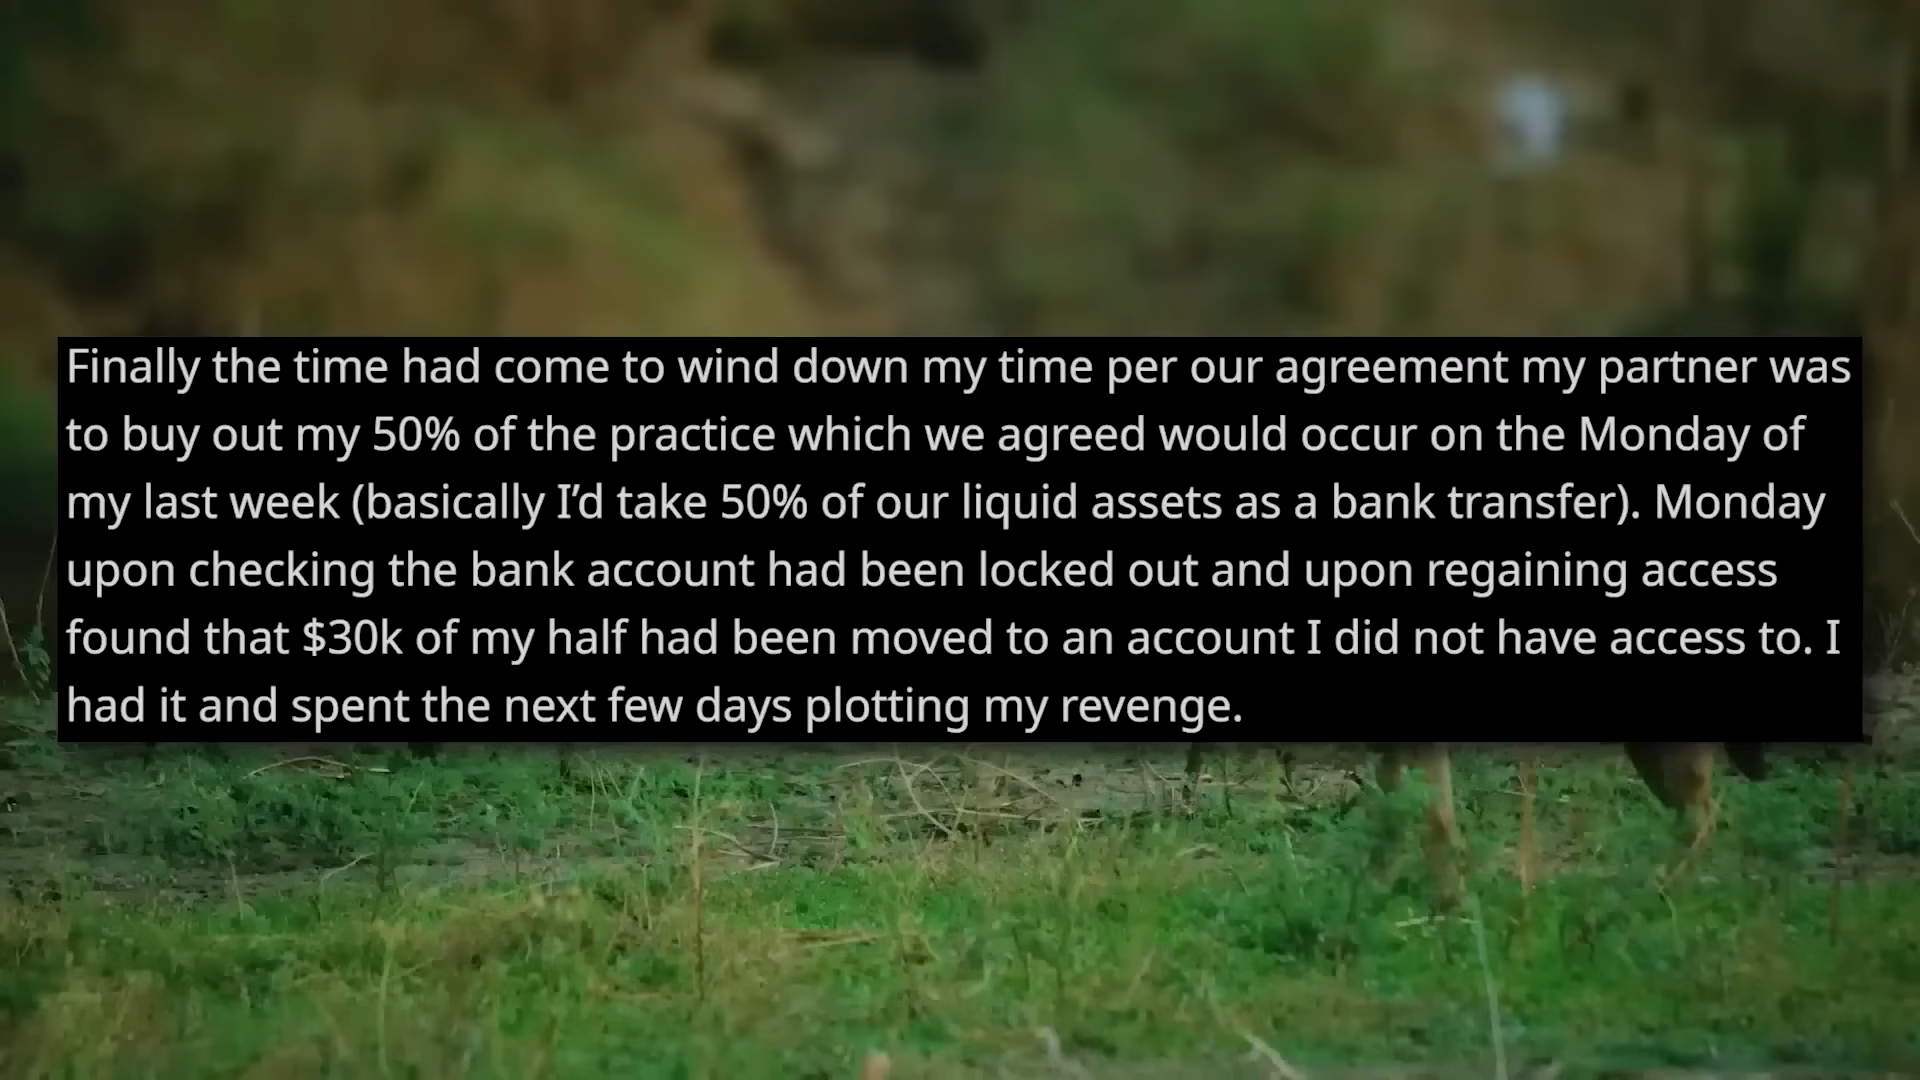 Finally the time had come to wind down my time per our agreement my partner was
to buy out my 50% of the practice which we agreed would occur on the Monday of
my last week (basically I’d take 50% of our liquid assets as a bank transfer). Monday
upon checking the bank account had been locked out and upon regaining access
found that $30k of my half had been moved to an account I did not have access to. I
had it and spent the next few days plotting my revenge.